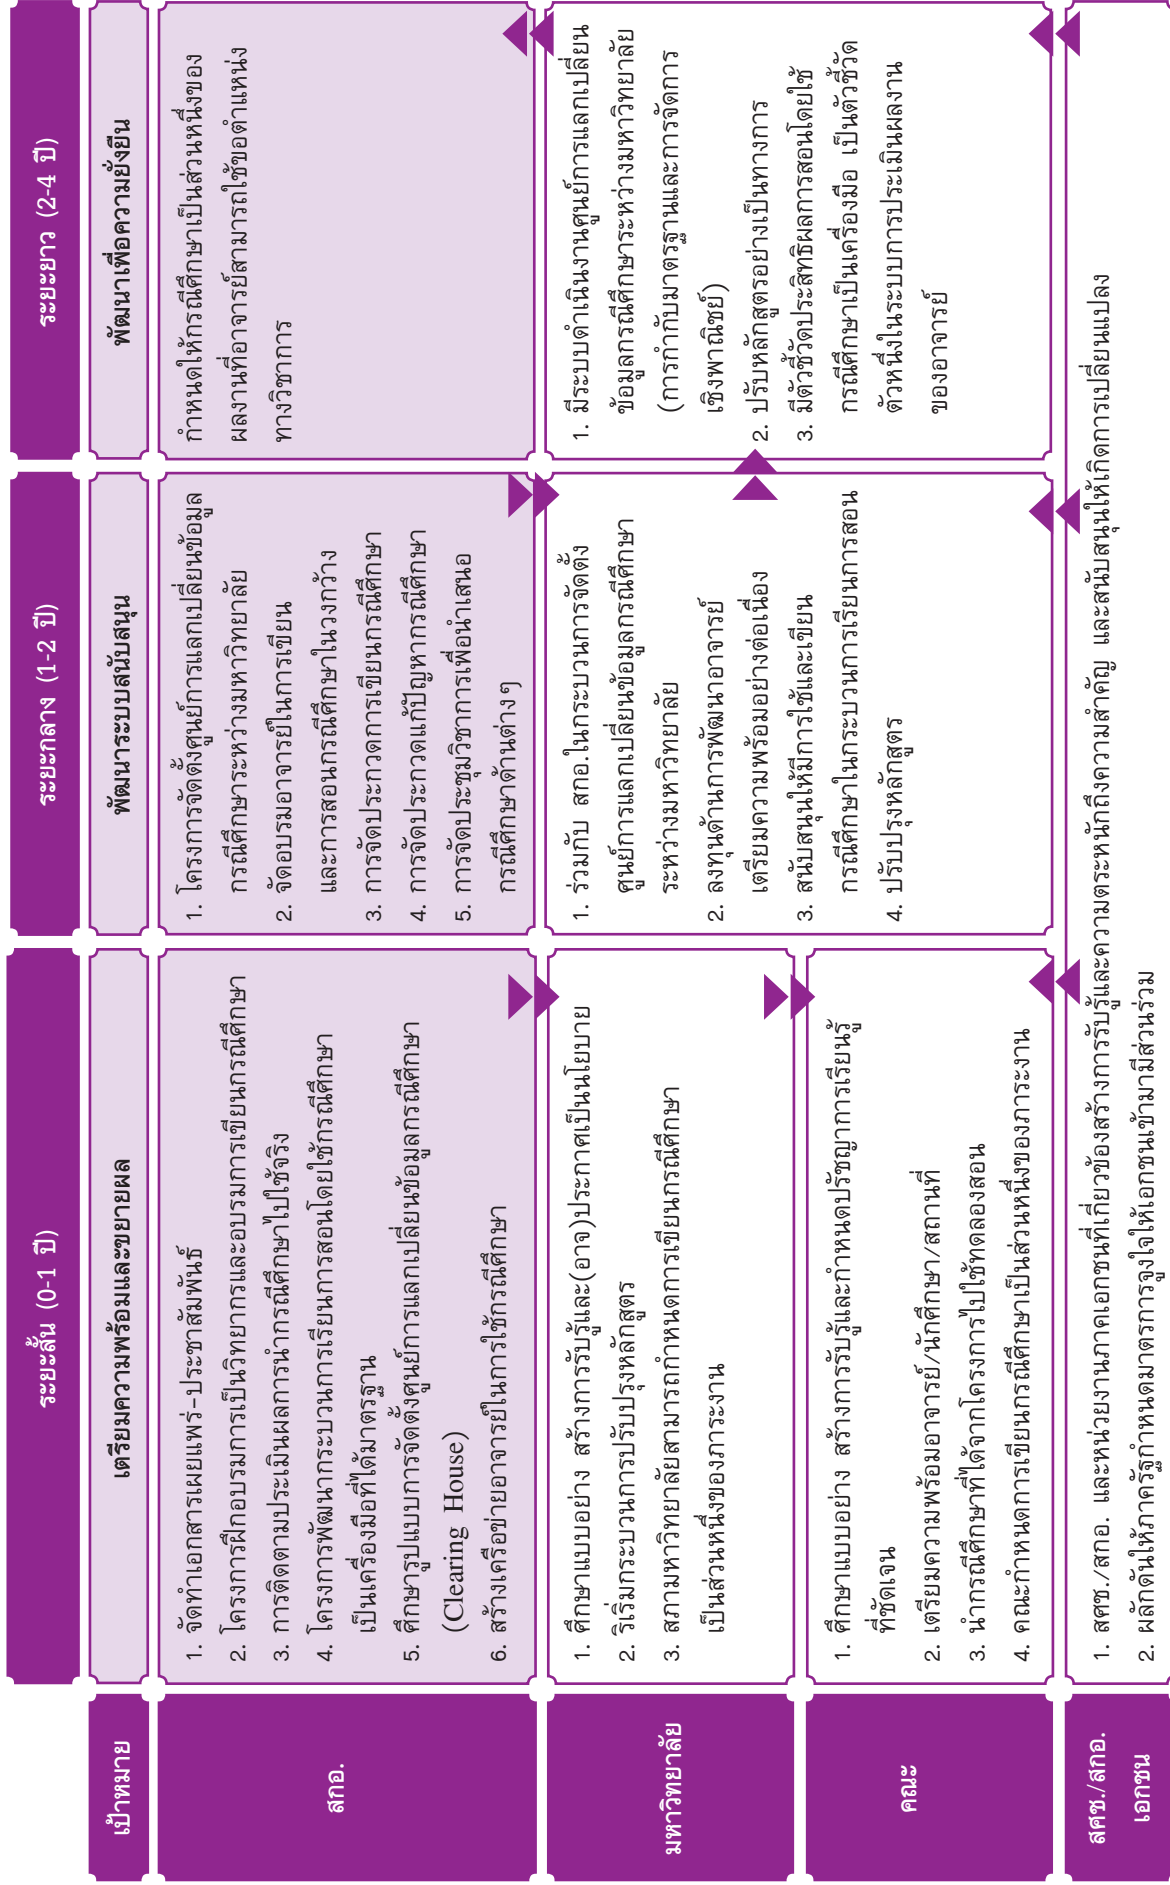 ระยะสั้น (0-1 ปี)
ระยะกลาง (1-2 ปี)
ระยะยาว (2-4 ปี)
เป้าหมาย
เตรียมความพร้อมและขยายผล
พัฒนาระบบสนับสนุน
พัฒนาเพื่อความยั่งยืน
สกอ.
1. จัดทำเอกสารเผยแพร่-ประชาสัมพันธ์
2. โครงการฝึกอบรมการเป็นวิทยากรและอบรมการเขียนกรณีศึกษา
3. การติดตามประเมินผลการนำกรณีศึกษาไปใช้จริง
4. โครงการพัฒนากระบวนการเรียนการสอนโดยใช้กรณีศึกษา
เป็นเครื่องมือที่ได้มาตรฐาน
5. ศึกษารูปแบบการจัดตั้งศูนย์การแลกเปลี่ยนข้อมูลกรณีศึกษา
(Clearing House)
6. สร้างเครือข่ายอาจารย์ในการใช้กรณีศึกษา
1. โครงการจัดตั้งศูนย์การแลกเปลี่ยนข้อมูล
กรณีศึกษาระหว่างมหาวิทยาลัย
2. จัดอบรมอาจารย์ในการเขียน
และการสอนกรณีศึกษาในวงกว้าง
3. การจัดประกวดการเขียนกรณีศึกษา
4. การจัดประกวดแก้ปัญหากรณีศึกษา
5. การจัดประชุมวิชาการเพื่อนำเสนอ
กรณีศึกษาด้านต่างๆ
กำหนดให้กรณีศึกษาเป็นส่วนหนึ่งของ
ผลงานที่อาจารย์สามารถใช้ขอตำแหน่ง
ทางวิชาการ
มหาวิทยาลัย
1. ศึกษาแบบอย่าง สร้างการรับรู้และ(อาจ)ประกาศเป็นนโยบาย
2. ริเริ่มกระบวนการปรับปรุงหลักสูตร
3. สภามหาวิทยาลัยสามารถกำหนดการเขียนกรณีศึกษา
เป็นส่วนหนึ่งของภาระงาน
1. ร่วมกับ สกอ.ในกระบวนการจัดตั้ง
ศูนย์การแลกเปลี่ยนข้อมูลกรณีศึกษา
ระหว่างมหาวิทยาลัย
2. ลงทุนด้านการพัฒนาอาจารย์
เตรียมความพร้อมอย่างต่อเนื่อง
3. สนับสนุนให้มีการใช้และเขียน
กรณีศึกษาในกระบวนการเรียนการสอน
4. ปรับปรุงหลักสูตร
1. มีระบบดำเนินงานศูนย์การแลกเปลี่ยน
ข้อมูลกรณีศึกษาระหว่างมหาวิทยาลัย
(การกำกับมาตรฐานและการจัดการ
เชิงพาณิชย์)
2. ปรับหลักสูตรอย่างเป็นทางการ
3. มีตัวชี้วัดประสิทธิผลการสอนโดยใช้
กรณีศึกษาเป็นเครื่องมือ เป็นตัวชี้วัด
ตัวหนึ่งในระบบการประเมินผลงาน
ของอาจารย์
คณะ
1. ศึกษาแบบอย่าง สร้างการรับรู้และกำหนดปรัชญาการเรียนรู้
ที่ชัดเจน
2. เตรียมความพร้อมอาจารย์/นักศึกษา/สถานที่
3. นำกรณีศึกษาที่ได้จากโครงการไปใช้ทดลองสอน
4. คณะกำหนดการเขียนกรณีศึกษาเป็นส่วนหนึ่งของภาระงาน
สศช./สกอ.
เอกชน
1. สศช./สกอ. และหน่วยงานภาคเอกชนที่เกี่ยวข้องสร้างการรับรู้และความตระหนักถึงความสำคัญ และสนับสนุนให้เกิดการเปลี่ยนแปลง
2. ผลักดันให้ภาครัฐกำหนดมาตรการจูงใจให้เอกชนเข้ามามีส่วนร่วม